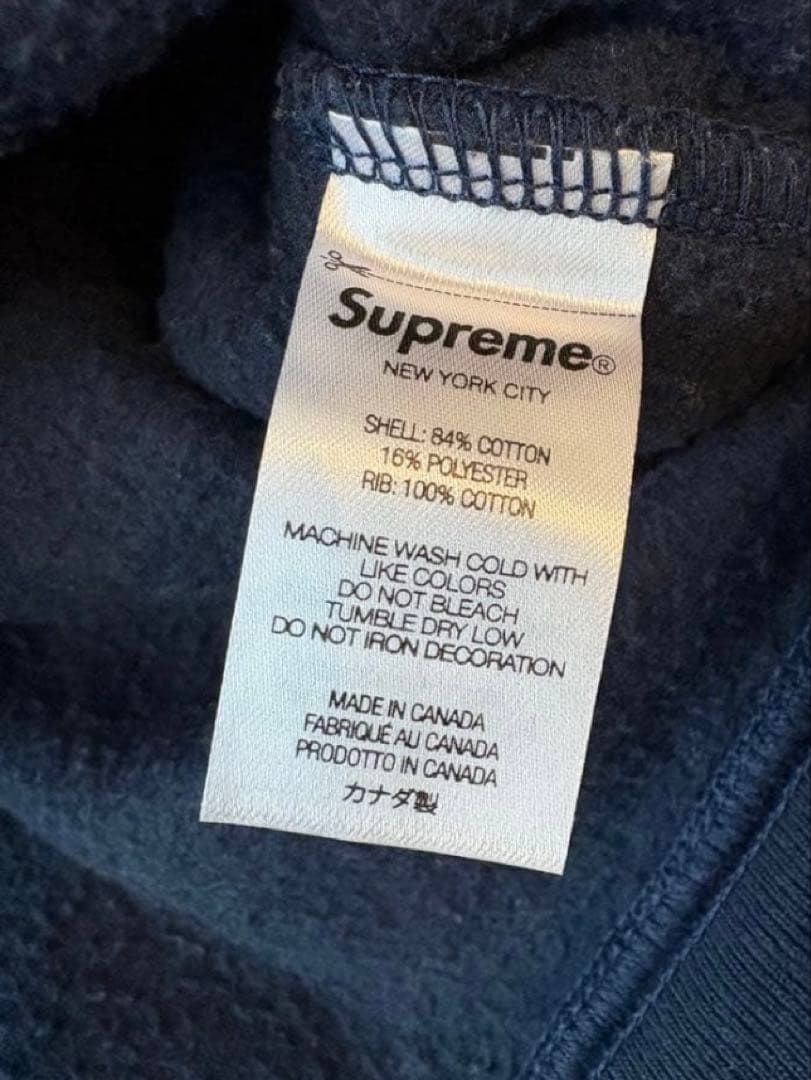 Supreme®
NEW YORK CITY
SHELL: 84% COTTON
16% POLYESTER
RIB: 100% COTTON
MACHINE WASH COLD WITH
LIKE COLORS
DO NOT BLEACH
TUMBLE DRY LOW
DO NOT IRON DECORATION
MADE IN CANADA
FABRIQUÉ AU CANADA
PRODOTTO IN CANADA
カナダ製